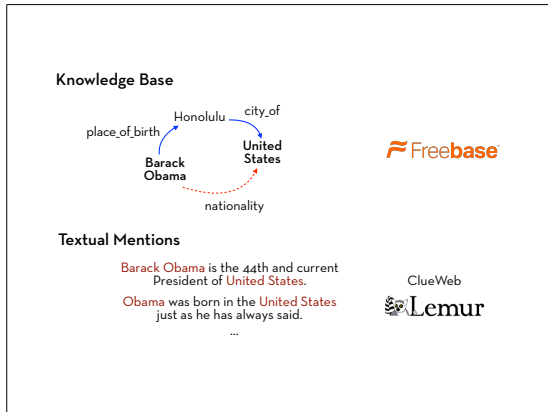 Knowledge Base
Honolulu
city_of
place_of_birth
United
States
Barack
Obama
Freebase™
nationality
Textual Mentions
Barack Obama is the 44th and current
President of United States.
ClueWeb
Obama was born in the United States
just as he has always said.
Lemur
...